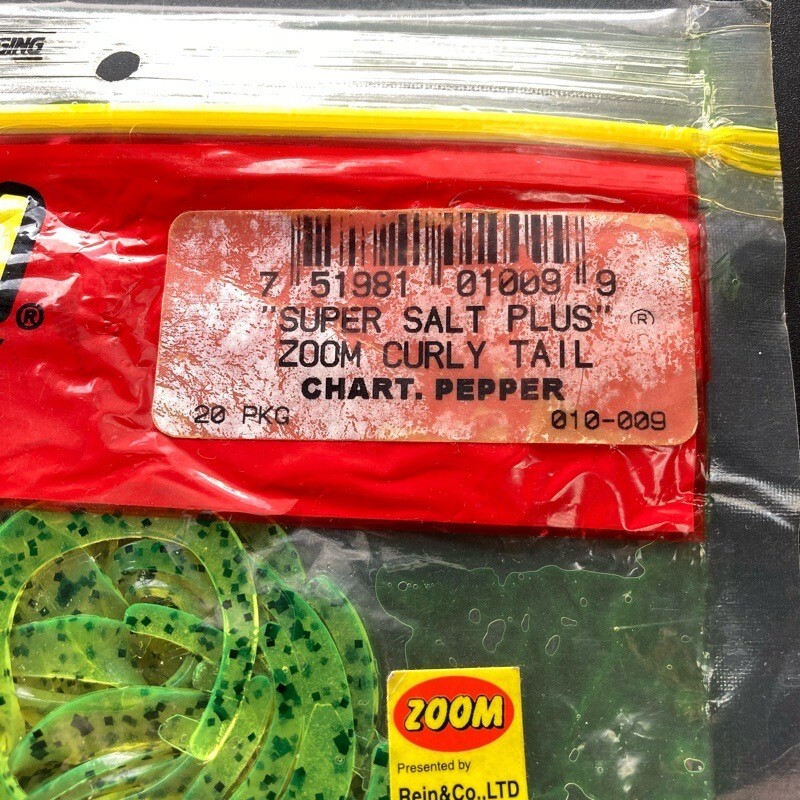 7 51981 01009 9
"SUPER SALT PLUS" ®
ZOOM CURLY TAIL
CHART. PEPPER
20 PKG 010-009
®
ZOOM
Presented by
Rein&Co.,LTD